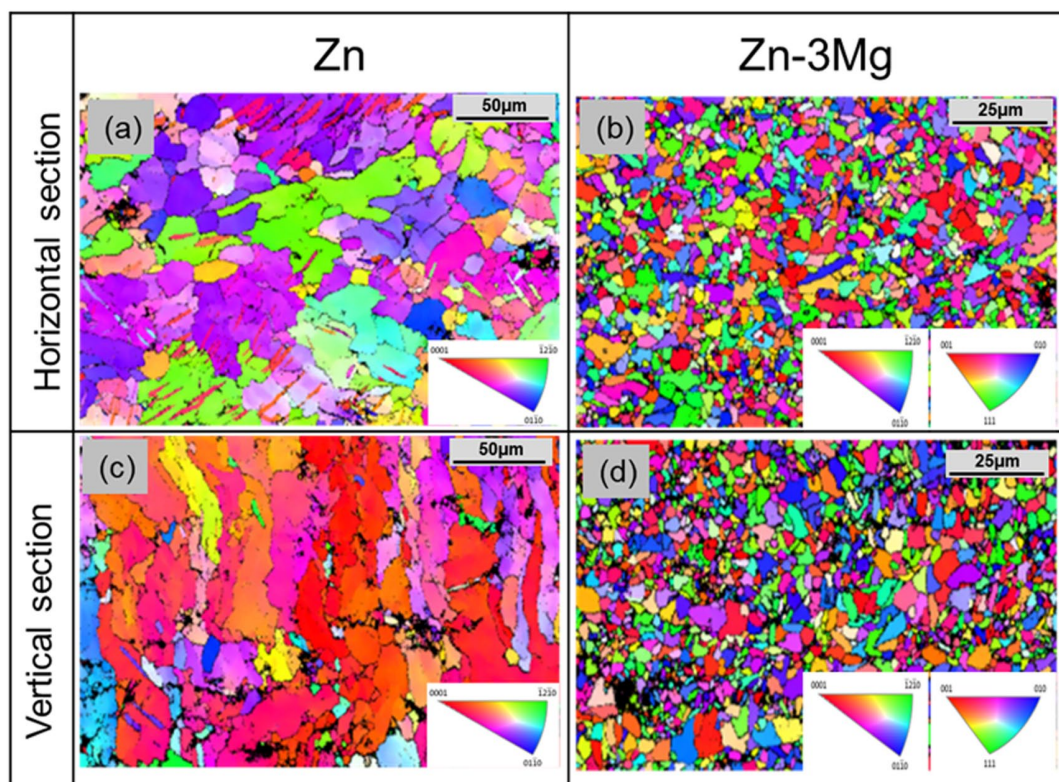 Zn
Zn-3Mg
Horizontal section
(a)
50μm
0001
1̄21̄0
011̄0
(b)
25μm
0001
1̄21̄0
011̄0
001
010
111
Vertical section
(c)
50μm
0001
1̄21̄0
011̄0
(d)
25μm
0001
1̄21̄0
011̄0
001
010
111